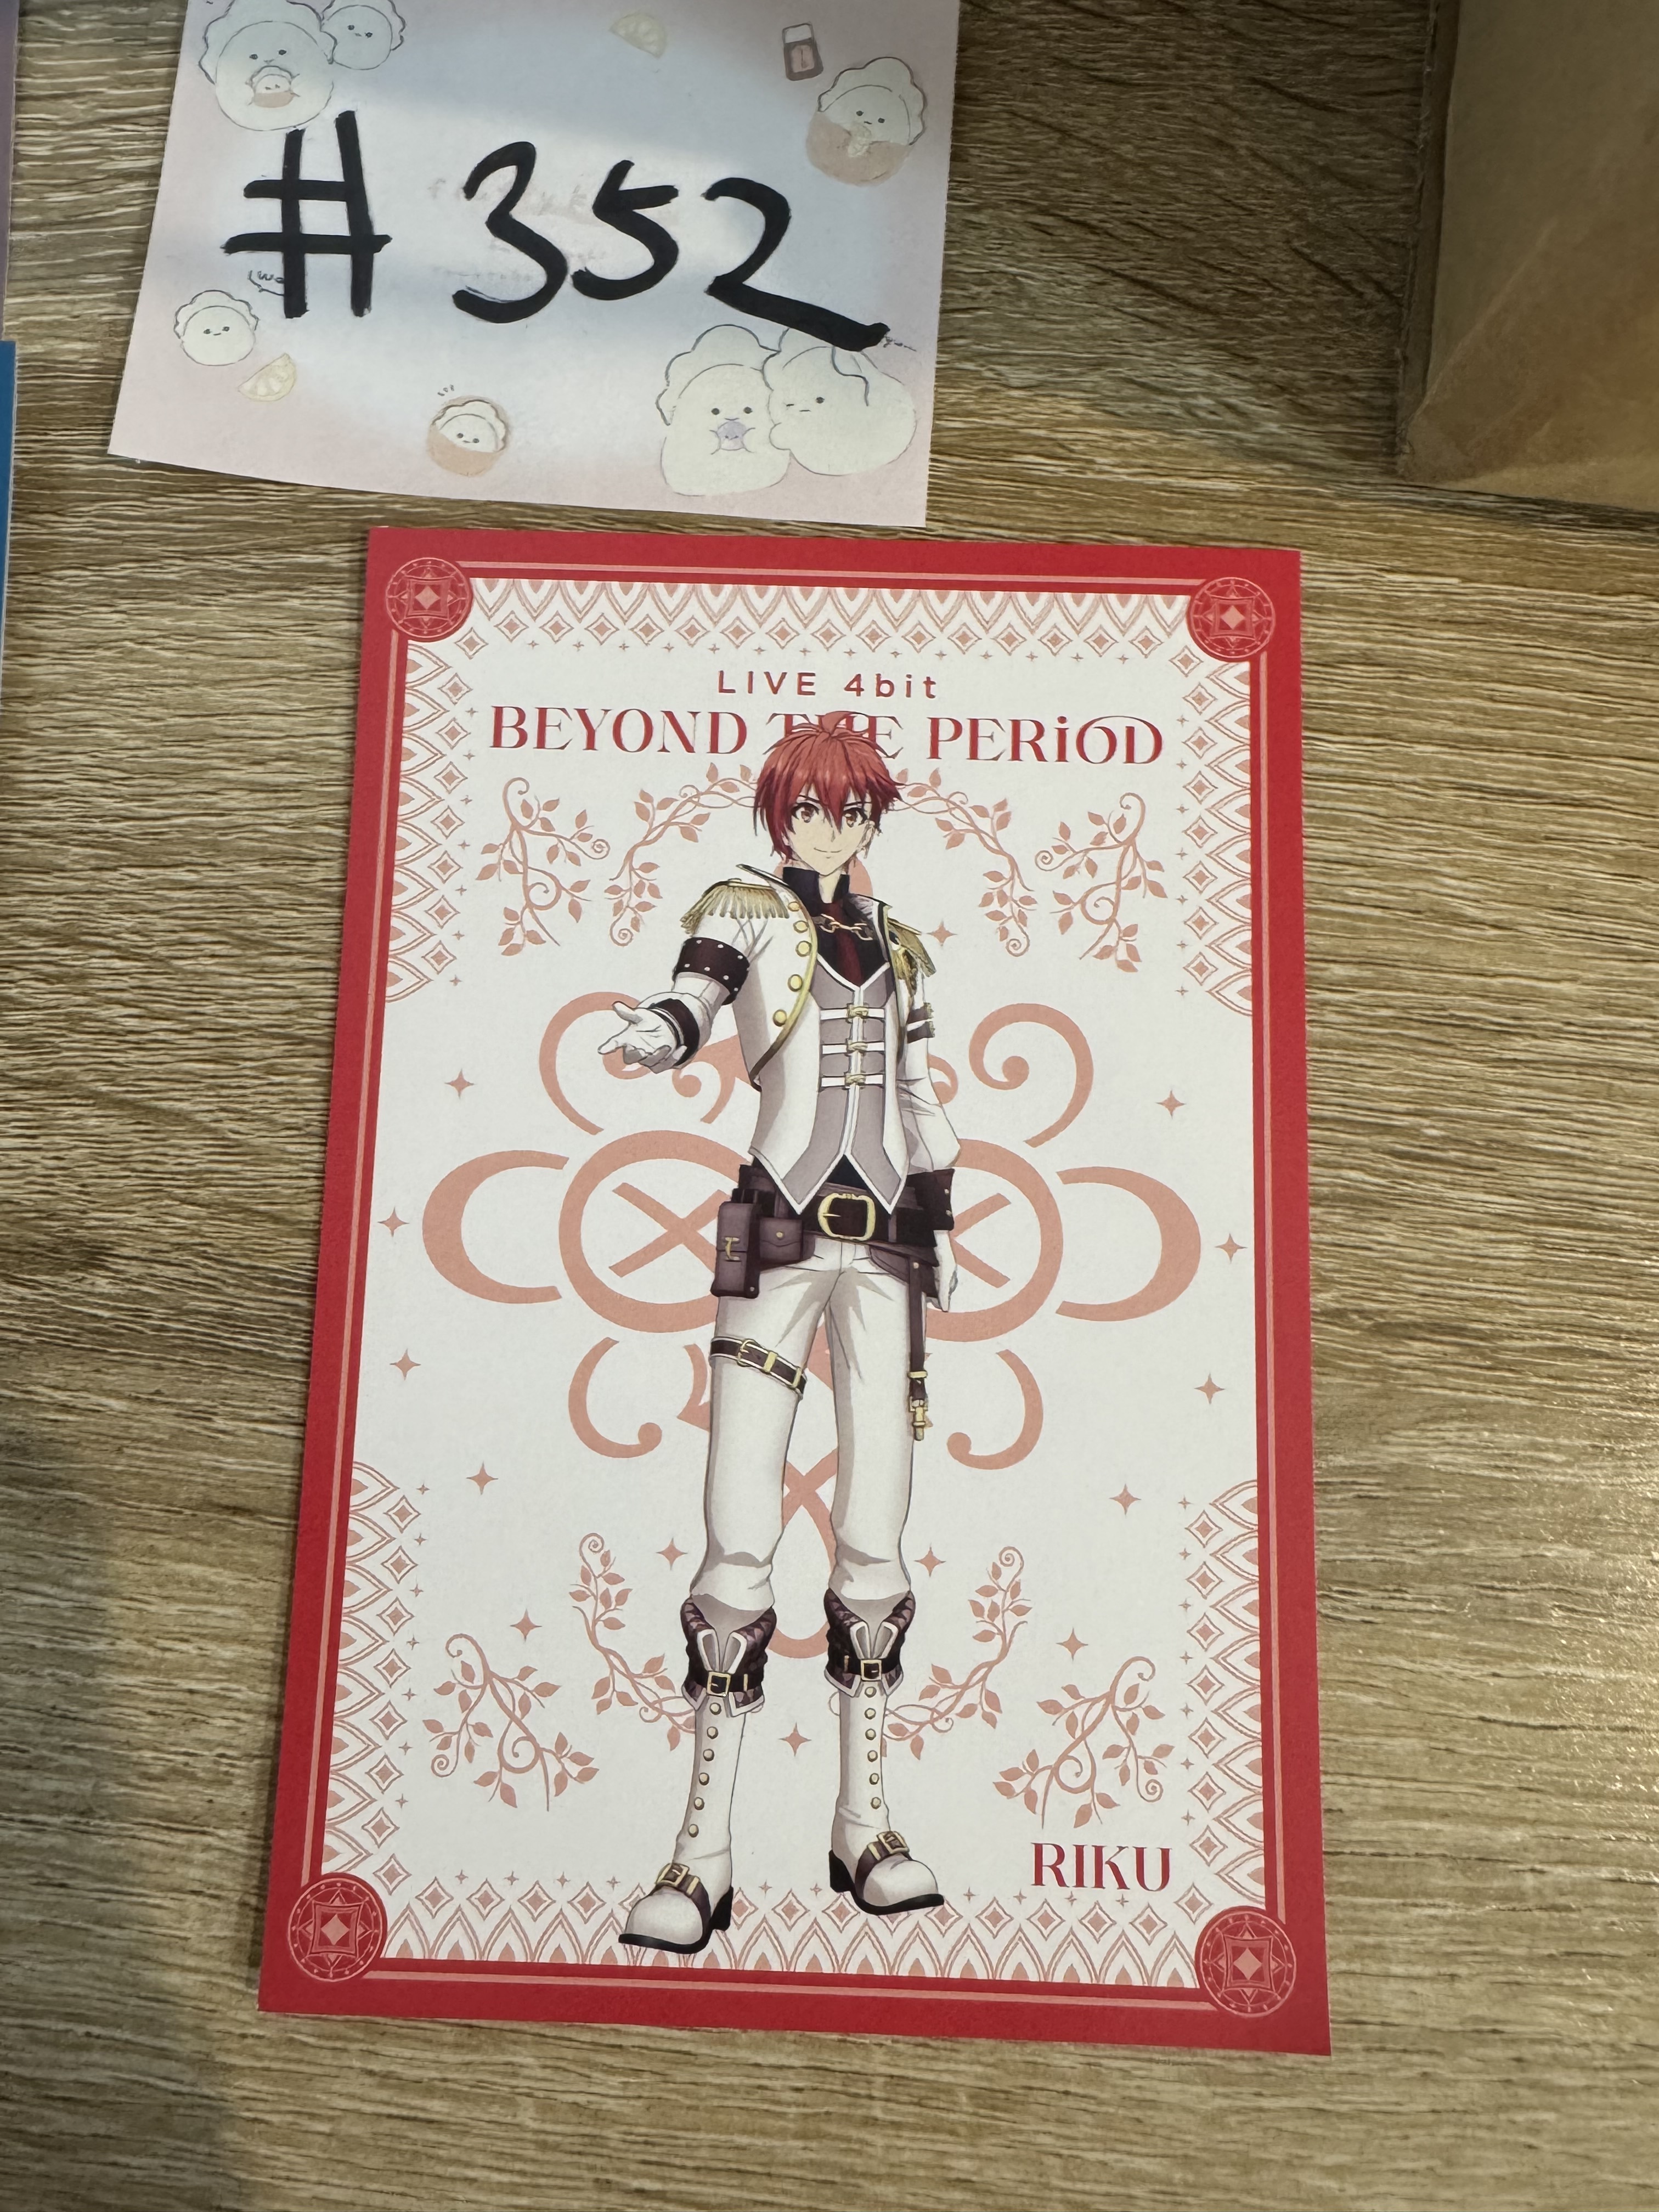 #352
LIVE 4bit
BEYOND THE PERiOD
RIKU